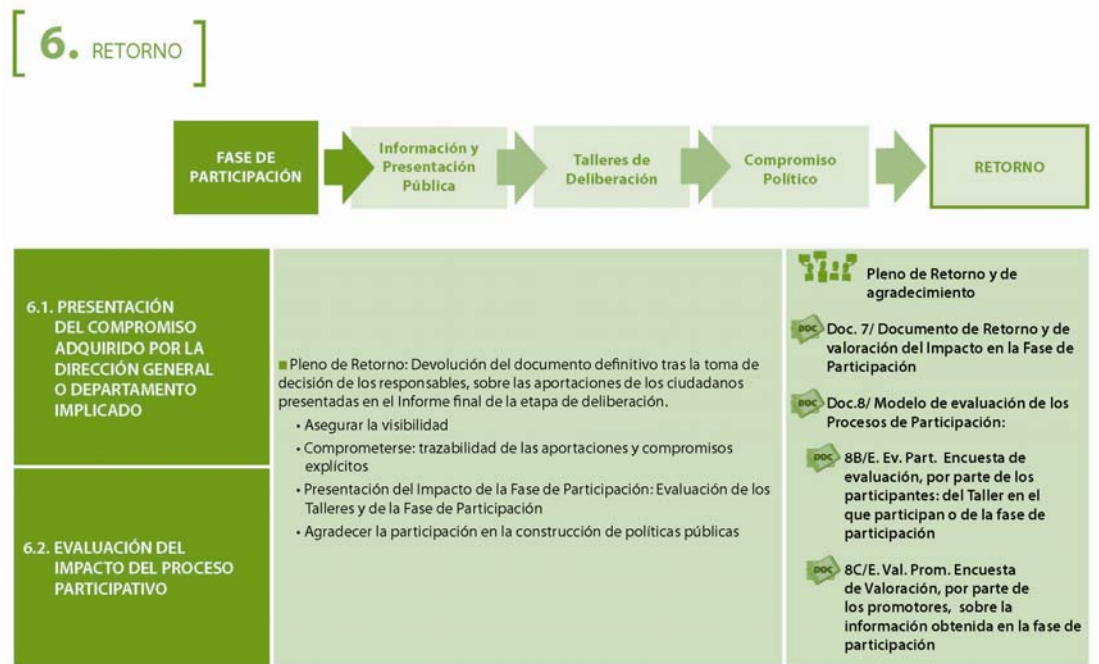 6. RETORNO
FASE DE
PARTICIPACIÓN
Información y
Presentación
Pública
Talleres de
Deliberación
Compromiso
Político
RETORNO
6.1. PRESENTACIÓN
DEL COMPROMISO
ADQUIRIDO POR LA
DIRECCIÓN GENERAL
O DEPARTAMENTO
IMPLICADO
6.2. EVALUACIÓN DEL
IMPACTO DEL PROCESO
PARTICIPATIVO
■ Pleno de Retorno: Devolución del documento definitivo tras la toma de
decisión de los responsables, sobre las aportaciones de los ciudadanos
presentadas en el Informe final de la etapa de deliberación.
• Asegurar la visibilidad
• Comprometerse: trazabilidad de las aportaciones y compromisos
explícitos
• Presentación del Impacto de la Fase de Participación: Evaluación de los
Talleres y de la Fase de Participación
• Agradecer la participación en la construcción de políticas públicas
Pleno de Retorno y de
agradecimiento
DOC Doc. 7/ Documento de Retorno y de
valoración del Impacto en la Fase de
Participación
DOC Doc.8/ Modelo de evaluación de los
Procesos de Participación:
DOC 8B/E. Ev. Part. Encuesta de
evaluación, por parte de los
participantes: del Taller en el
que participan o de la fase de
participación
DOC 8C/E. Val. Prom. Encuesta
de Valoración, por parte de
los promotores, sobre la
información obtenida en la fase de
participación